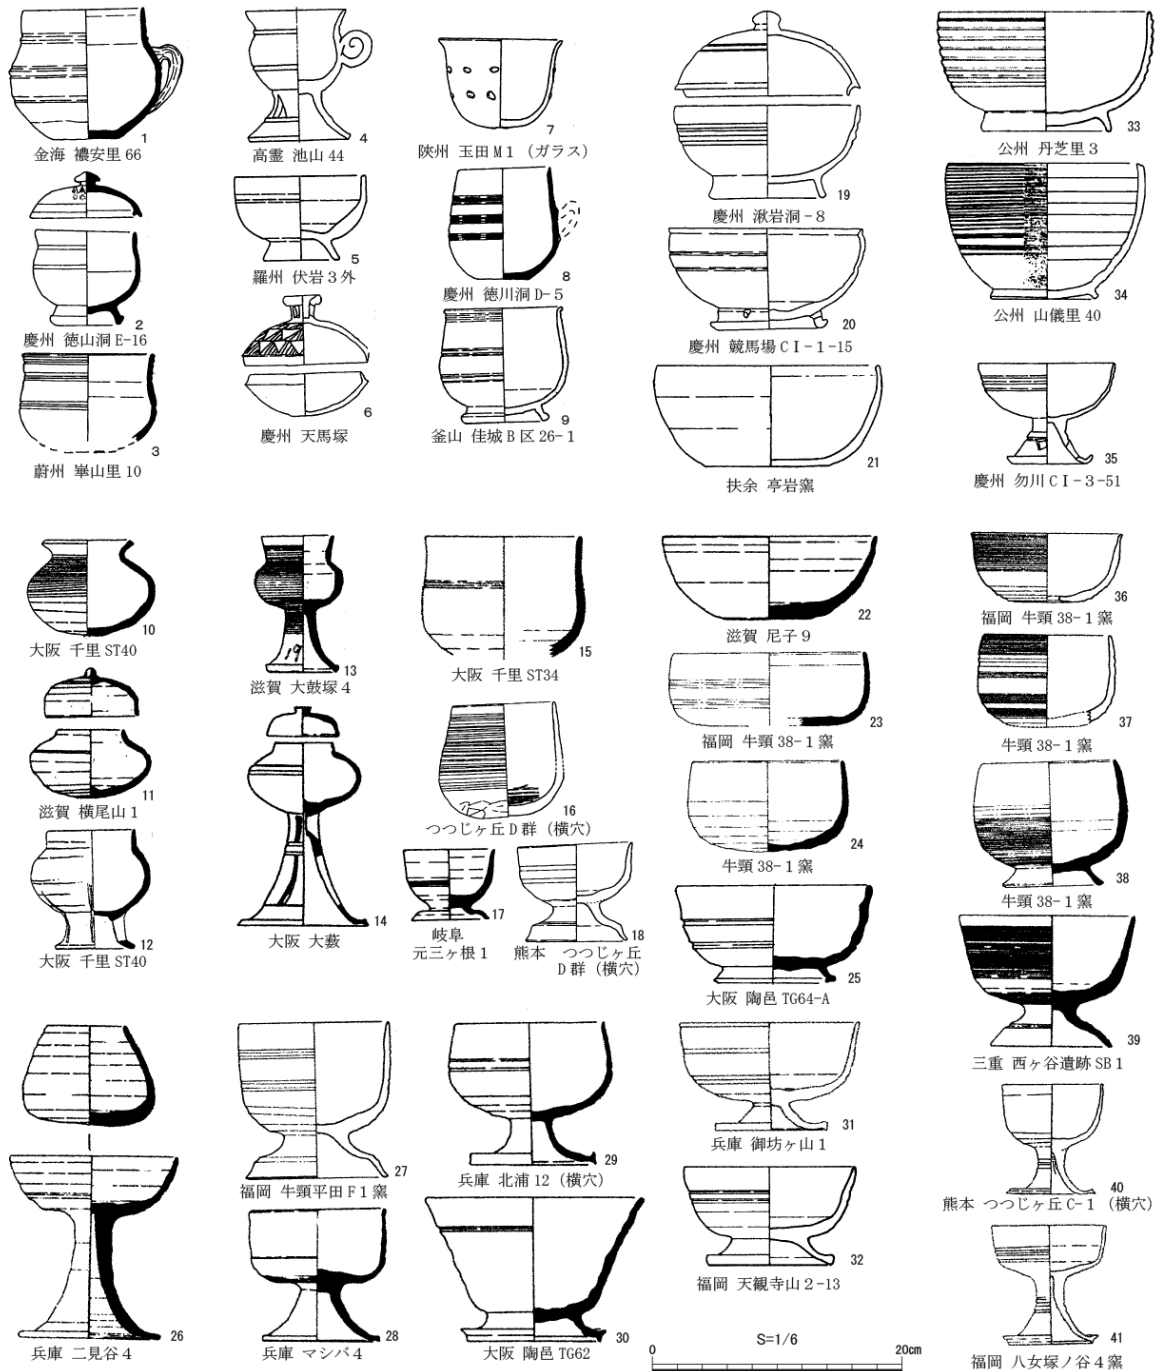 1
金海 禮安里 66
2
慶州 徳山洞 E-16
3
蔚州 崋山里 10
4
高霊 池山 44
5
羅州 伏岩 3 外
6
慶州 天馬塚
7
陜州 玉田 M 1 (ガラス)
8
慶州 徳川洞 D-5
9
釜山 佳城 B 区 26-1
19
慶州 湫岩洞-8
20
慶州 競馬場 C I-1-15
21
扶余 亭岩窯
33
公州 丹芝里 3
34
公州 山儀里 40
35
慶州 勿川 C I-3-51
10
大阪 千里 ST40
11
滋賀 横尾山 1
12
大阪 千里 ST40
19
13
滋賀 大鼓塚 4
14
大阪 大藪
15
大阪 千里 ST34
16
つつじヶ丘 D 群 (横穴)
17
岐阜
元三ヶ根 1
18
熊本 つつじヶ丘
D 群 (横穴)
22
滋賀 尼子 9
23
福岡 牛頸 38-1 窯
24
牛頸 38-1 窯
25
大阪 陶邑 TG64-A
36
福岡 牛頸 38-1 窯
37
牛頸 38-1 窯
38
牛頸 38-1 窯
39
三重 西ヶ谷遺跡 SB 1
26
兵庫 二見谷 4
27
福岡 牛頸平田 F 1 窯
28
兵庫 マシバ 4
29
兵庫 北浦 12 (横穴)
30
大阪 陶邑 TG62
31
兵庫 御坊ヶ山 1
32
福岡 天観寺山 2-13
40
熊本 つつじヶ丘 C-1 (横穴)
41
福岡 八女塚ノ谷 4 窯
S=1/6
0 20cm